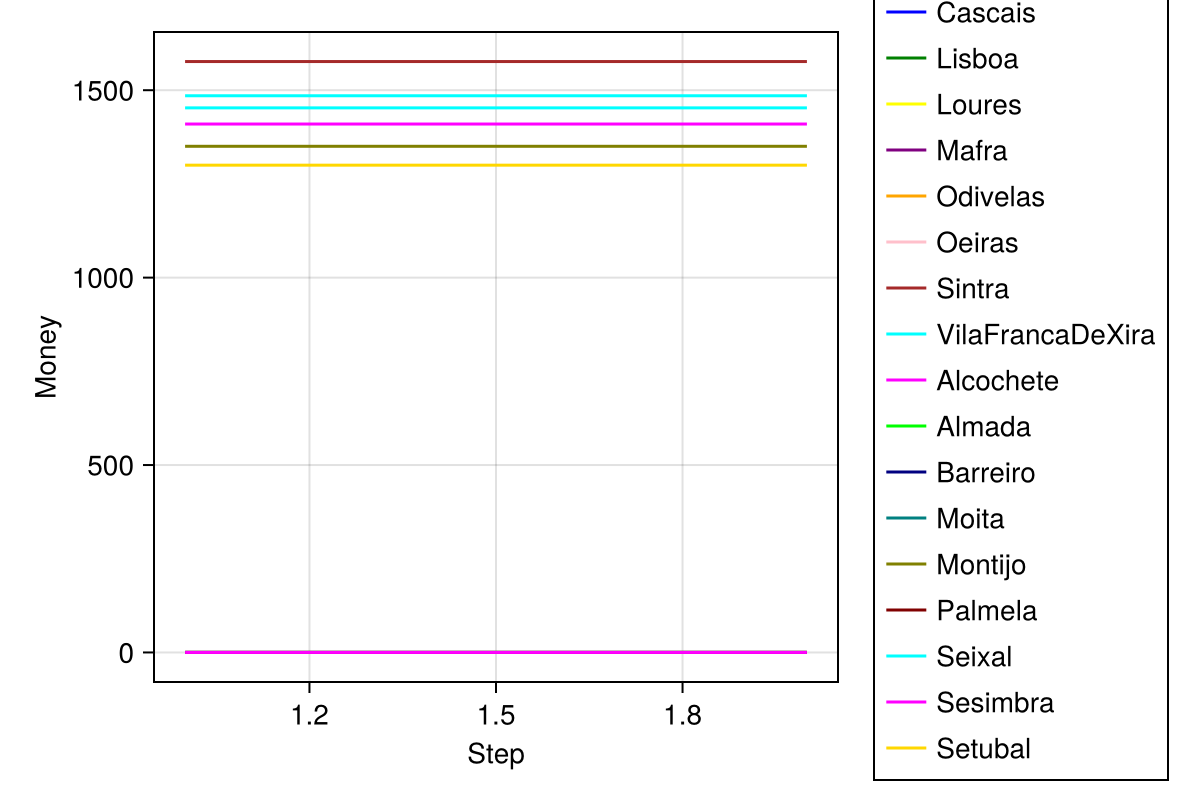 1500
1000
500
0
Money
1.2
1.5
1.8
Step
Cascais
Lisboa
Loures
Mafra
Odivelas
Oeiras
Sintra
VilaFrancaDeXira
Alcochete
Almada
Barreiro
Moita
Montijo
Palmela
Seixal
Sesimbra
Setubal